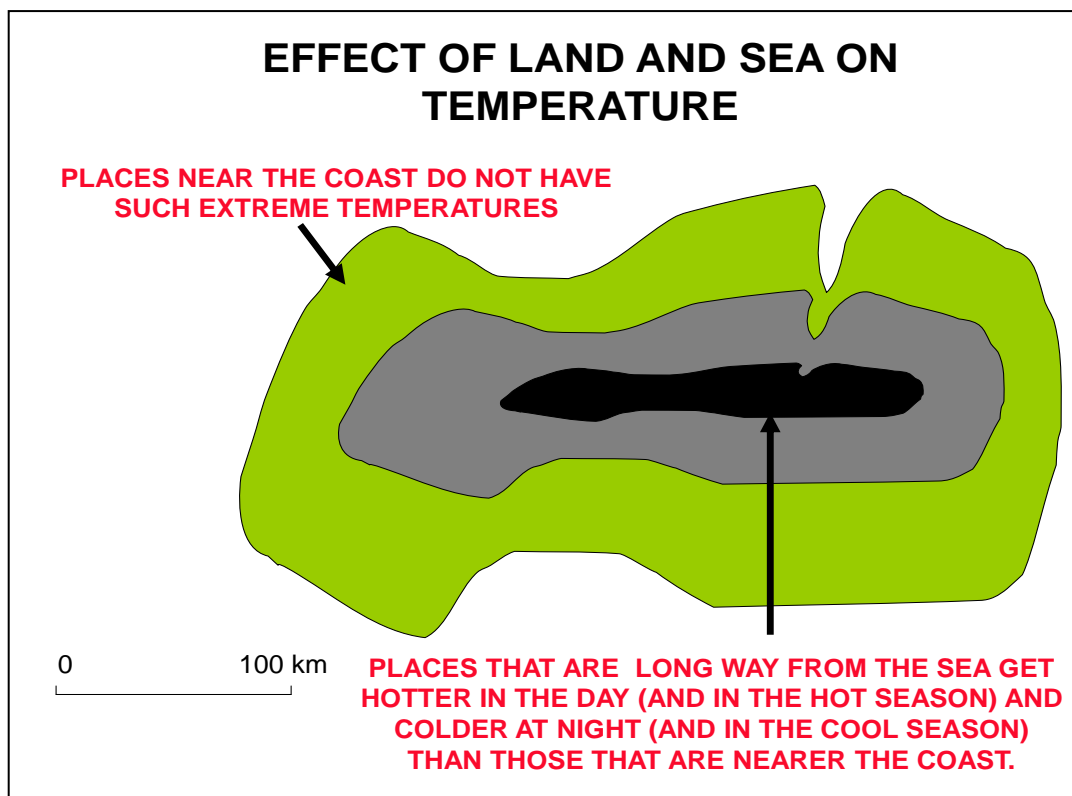 EFFECT OF LAND AND SEA ON
TEMPERATURE
PLACES NEAR THE COAST DO NOT HAVE
SUCH EXTREME TEMPERATURES
0 100 km
PLACES THAT ARE LONG WAY FROM THE SEA GET
HOTTER IN THE DAY (AND IN THE HOT SEASON) AND
COLDER AT NIGHT (AND IN THE COOL SEASON)
THAN THOSE THAT ARE NEARER THE COAST.